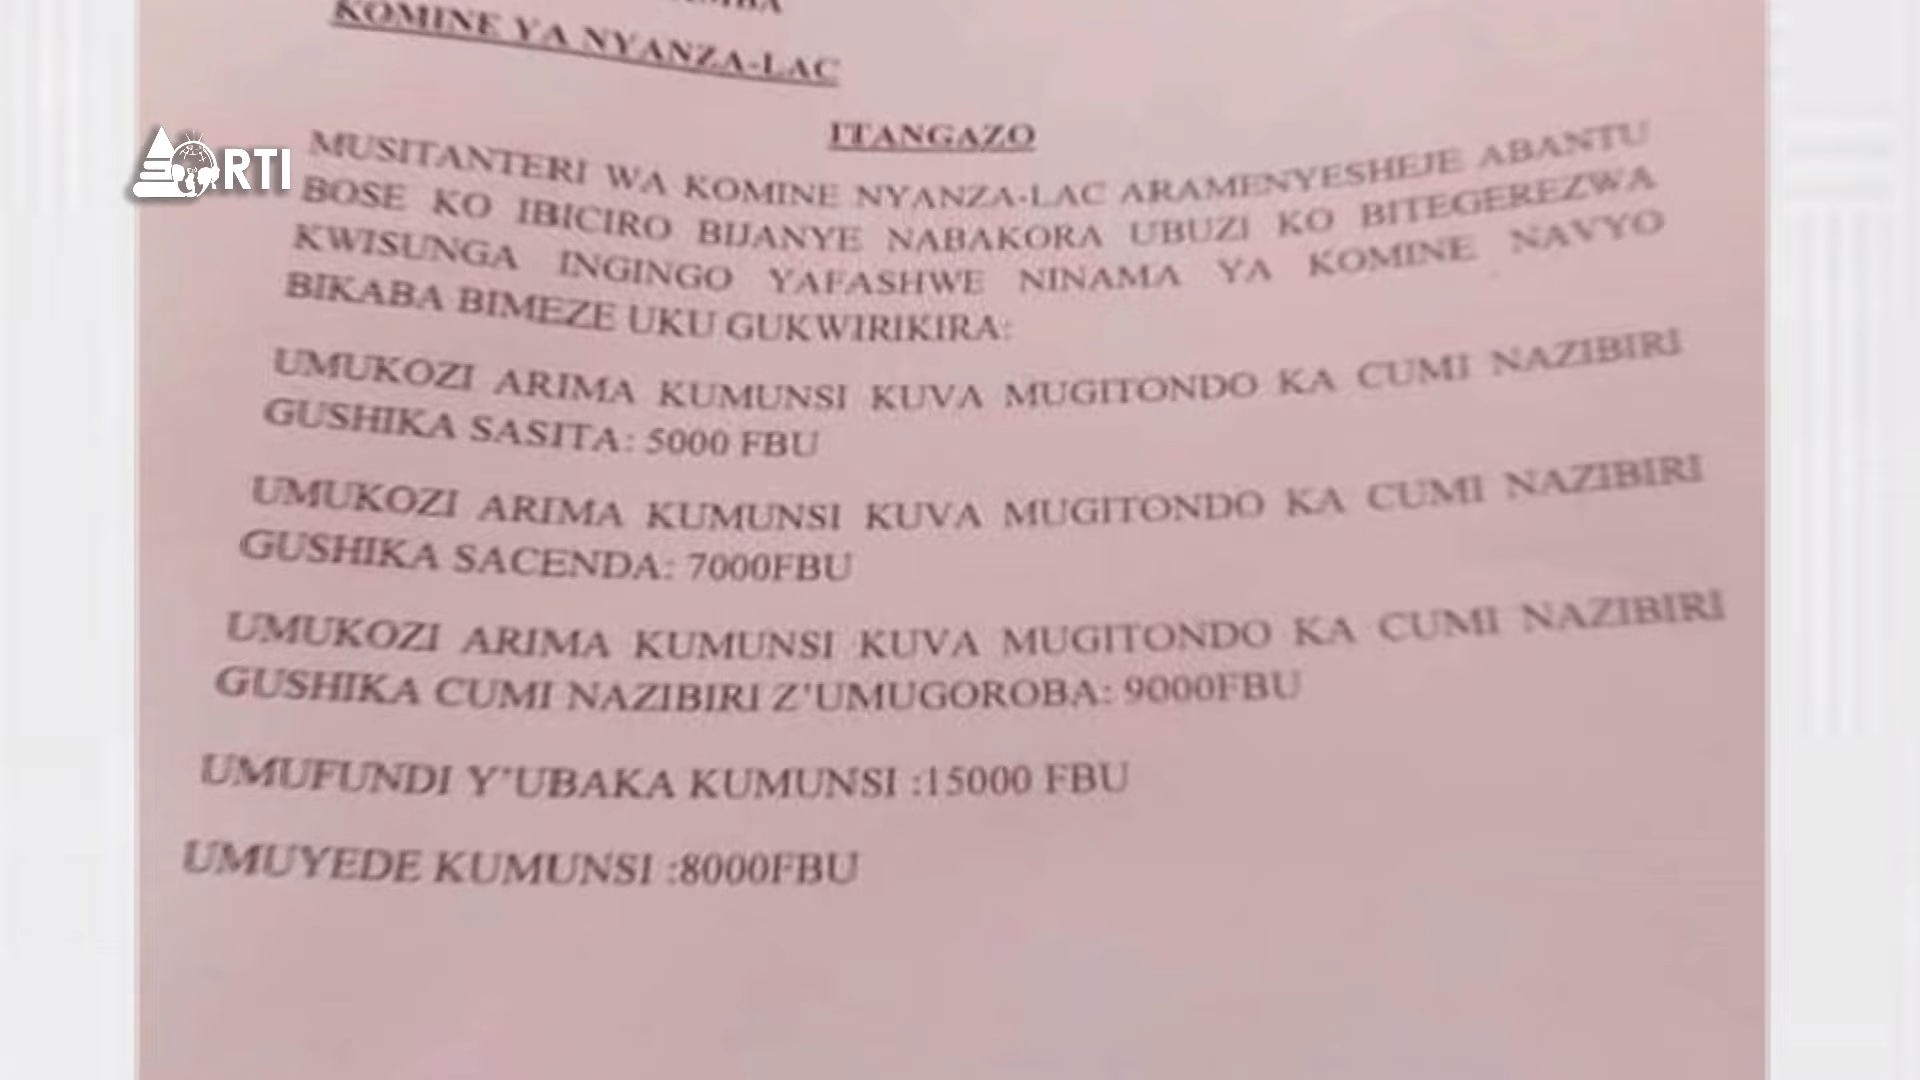 KOMINE YA NYANZA-LAC
ITANGAZO
RTI
MUSITANTERI WA KOMINE NYANZA-LAC ARAMENYESHEJE ABANTU
BOSE KO IBICIRO BIJANYE NABAKORA UBUZI KO BITEGEREZWA
KWISUNGA INGINGO YAFASHWE NINAMA YA KOMINE NAVYO
BIKABA BIMEZE UKU GUKWIRIKIRA:
UMUKOZI ARIMA KUMUNSI KUVA MUGITONDO KA CUMI NAZIBIRI
GUSHIKA SASITA: 5000 FBU
UMUKOZI ARIMA KUMUNSI KUVA MUGITONDO KA CUMI NAZIBIRI
GUSHIKA SACENDA: 7000FBU
UMUKOZI ARIMA KUMUNSI KUVA MUGITONDO KA CUMI NAZIBIRI
GUSHIKA CUMI NAZIBIRI Z'UMUGOROBA: 9000FBU
UMUFUNDI Y'UBAKA KUMUNSI :15000 FBU
UMUYEDE KUMUNSI :8000FBU